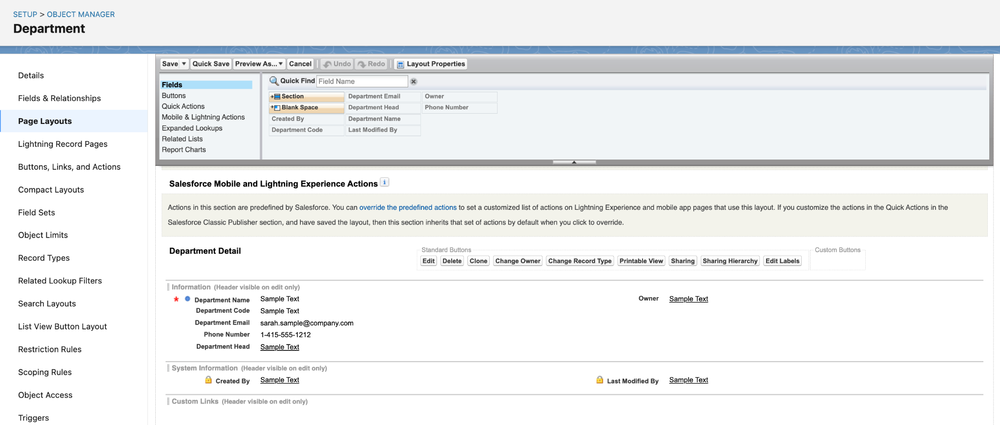 SETUP > OBJECT MANAGER
Department
Details
Fields & Relationships
Page Layouts
Lightning Record Pages
Buttons, Links, and Actions
Compact Layouts
Field Sets
Object Limits
Record Types
Related Lookup Filters
Search Layouts
List View Button Layout
Restriction Rules
Scoping Rules
Object Access
Triggers
Save Quick Save Preview As... Cancel Undo Redo Layout Properties
Fields
Buttons
Quick Actions
Mobile & Lightning Actions
Expanded Lookups
Related Lists
Report Charts
Quick Find Field Name
Section Department Email Owner
Blank Space Department Head Phone Number
Created By Department Name
Department Code Last Modified By
Salesforce Mobile and Lightning Experience Actions i
Actions in this section are predefined by Salesforce. You can override the predefined actions to set a customized list of actions on Lightning Experience and mobile app pages that use this layout. If you customize the actions in the Quick Actions in the
Salesforce Classic Publisher section, and have saved the layout, then this section inherits that set of actions by default when you click to override.
Department Detail
Standard Buttons
Edit Delete Clone Change Owner Change Record Type Printable View Sharing Sharing Hierarchy Edit Labels
Custom Buttons
Information (Header visible on edit only)
* Department Name Sample Text Owner Sample Text
Department Code Sample Text
Department Email sarah.sample@company.com
Phone Number 1-415-555-1212
Department Head Sample Text
System Information (Header visible on edit only)
Created By Sample Text Last Modified By Sample Text
Custom Links (Header visible on edit only)